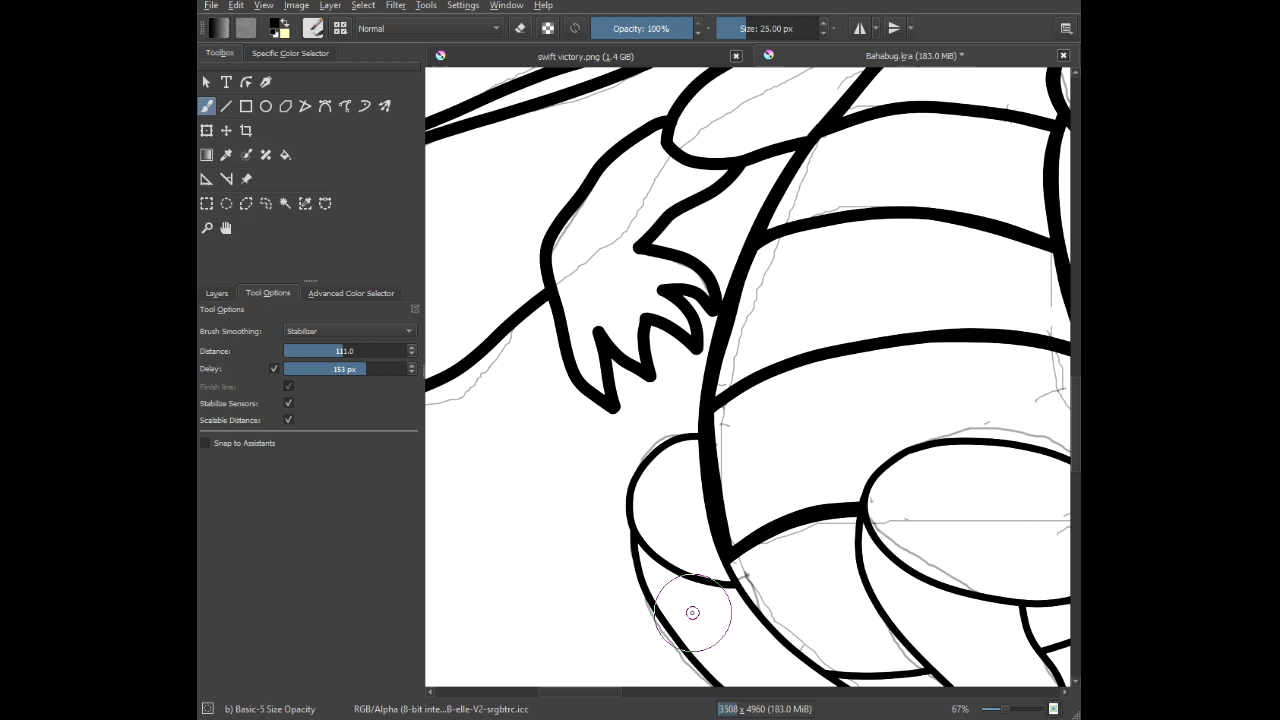 File Edit View Image Layer Select Filter Tools Settings Window Help
Normal Opacity: 100% Size: 25.00 px
Toolbox Specific Color Selector
swift victory.png (1.4 GiB) Bahabug.kra (183.0 MiB) *
Layers Tool Options Advanced Color Selector
Tool Options
Brush Smoothing: Stabilizer
Distance: 111.0
Delay: 153 px
Finish line:
Stabilize Sensors:
Scalable Distance:
Snap to Assistants
b) Basic-5 Size Opacity RGB/Alpha (8-bit inte...B-elle-V2-srgbtrc.icc 3508 x 4960 (183.0 MiB) 67%